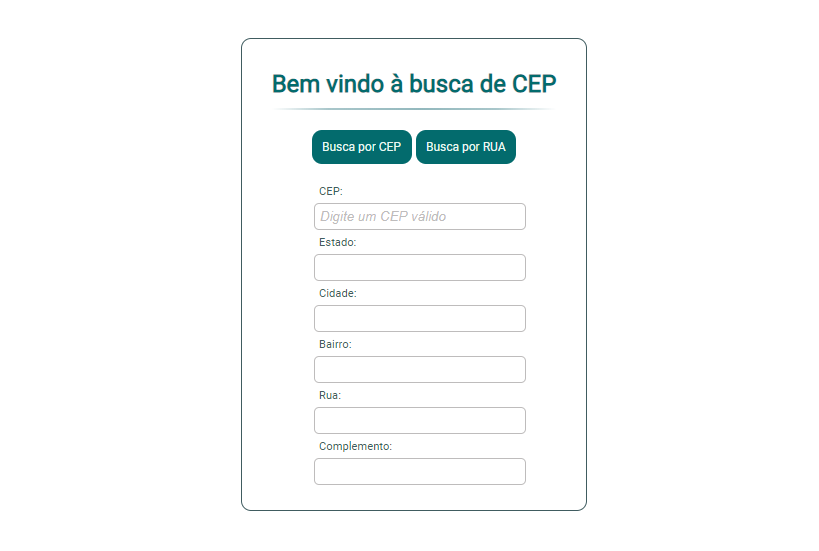 Bem vindo à busca de CEP
Busca por CEP Busca por RUA
CEP:
Digite um CEP válido
Estado:
Cidade:
Bairro:
Rua:
Complemento: